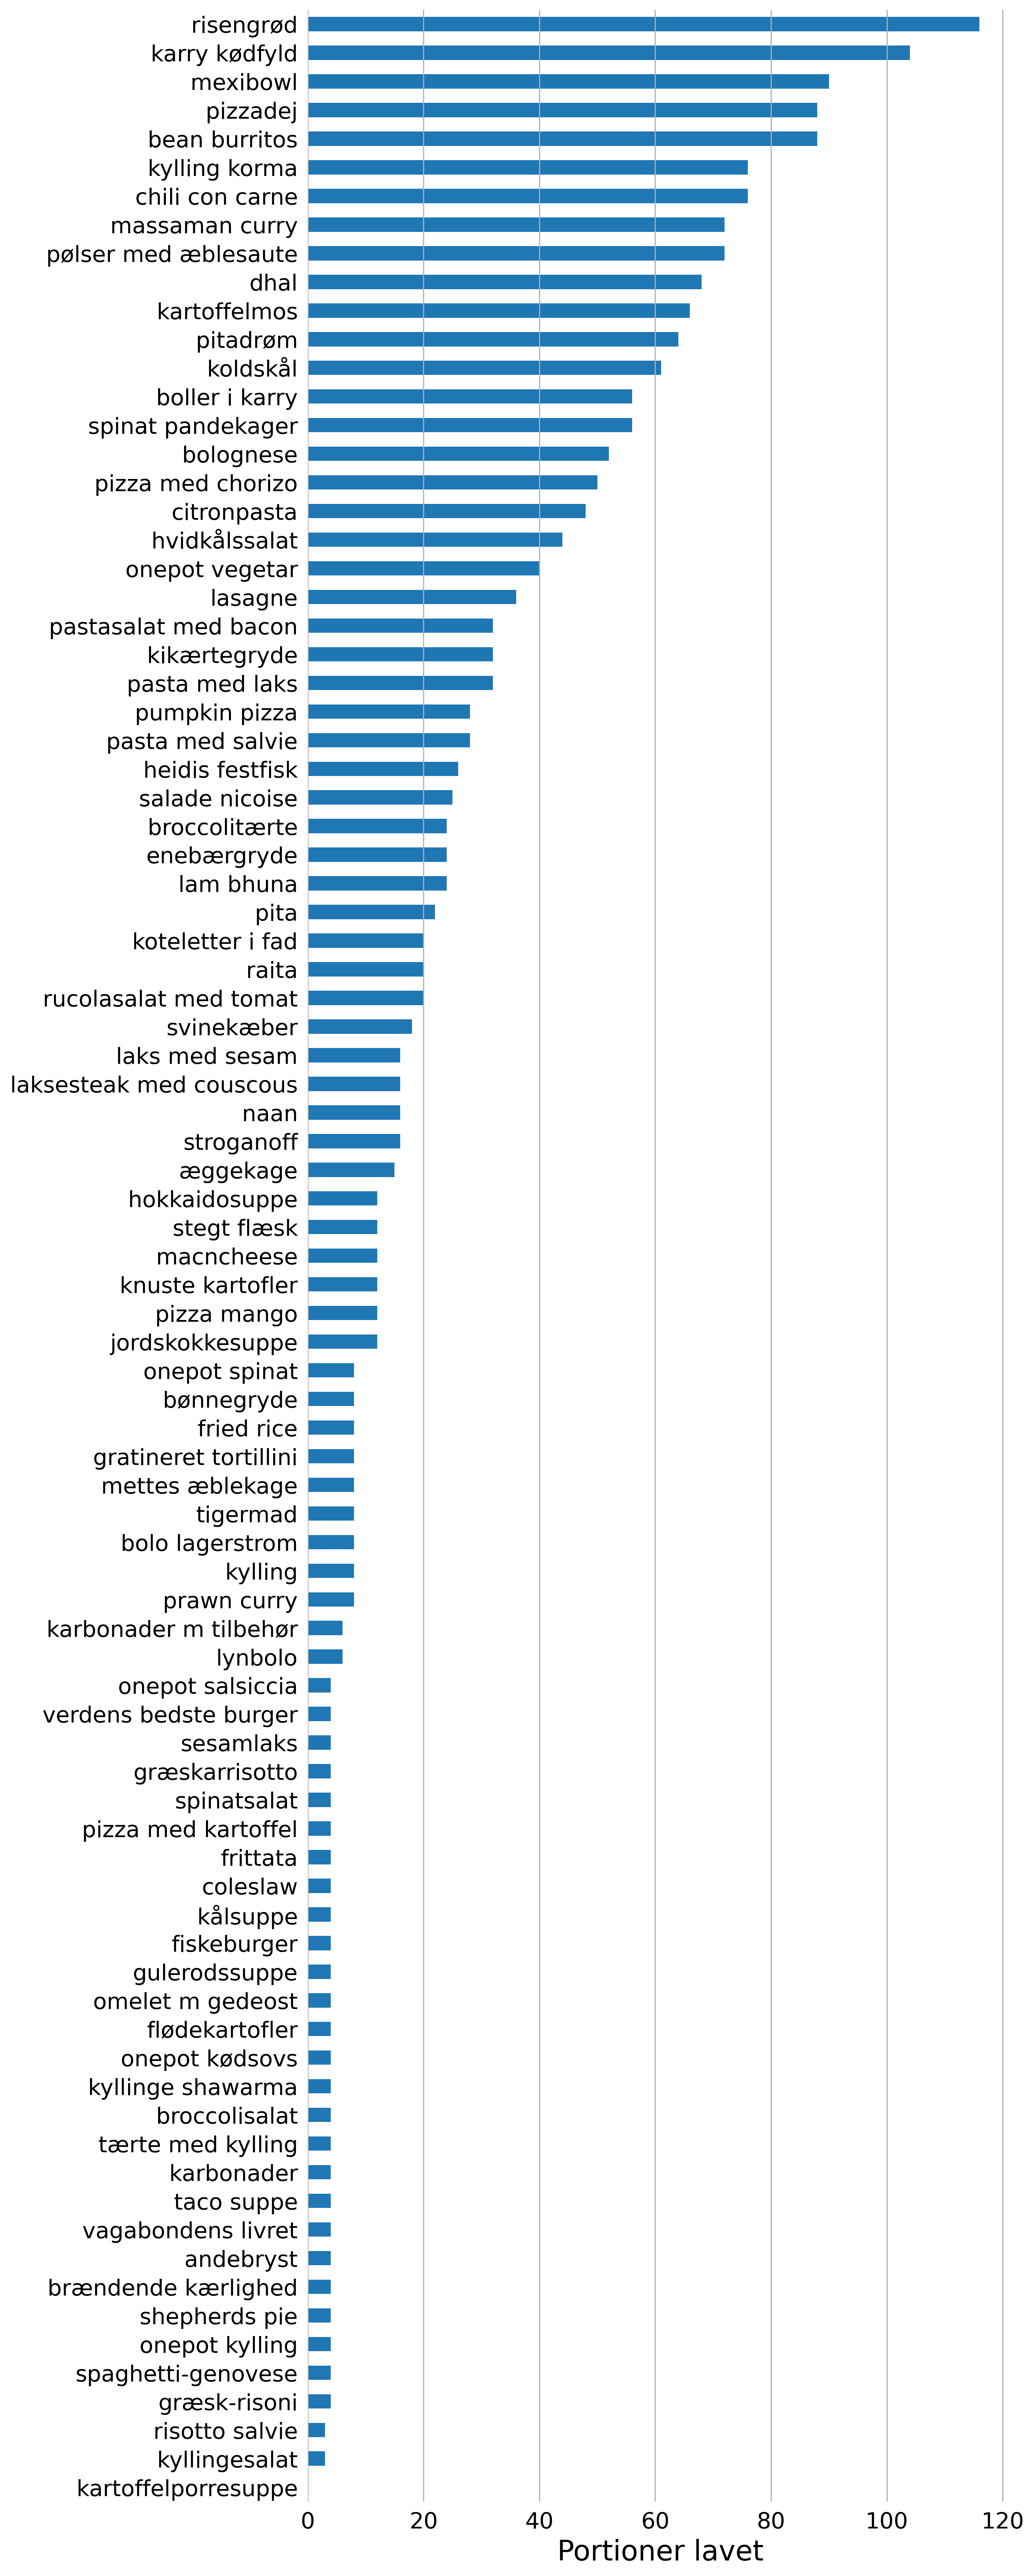 risengrød
karry kødfyld
mexibowl
pizzadej
bean burritos
kylling korma
chili con carne
massaman curry
pølser med æblesaute
dhal
kartoffelmos
pitadrøm
koldskål
boller i karry
spinat pandekager
bolognese
pizza med chorizo
citronpasta
hvidkålssalat
onepot vegetar
lasagne
pastasalat med bacon
kikærtegryde
pasta med laks
pumpkin pizza
pasta med salvie
heidis festfisk
salade nicoise
broccolitærte
enebærgryde
lam bhuna
pita
koteletter i fad
raita
rucolasalat med tomat
svinekæber
laks med sesam
laksesteak med couscous
naan
stroganoff
æggekage
hokkaidosuppe
stegt flæsk
macncheese
knuste kartofler
pizza mango
jordskokkesuppe
onepot spinat
bønnegryde
fried rice
gratineret tortillini
mettes æblekage
tigermad
bolo lagerstrom
kylling
prawn curry
karbonader m tilbehør
lynbolo
onepot salsiccia
verdens bedste burger
sesamlaks
græskarrisotto
spinatsalat
pizza med kartoffel
frittata
coleslaw
kålsuppe
fiskeburger
gulerodssuppe
omelet m gedeost
flødekartofler
onepot kødsovs
kyllinge shawarma
broccolisalat
tærte med kylling
karbonader
taco suppe
vagabondens livret
andebryst
brændende kærlighed
shepherds pie
onepot kylling
spaghetti-genovese
græsk-risoni
risotto salvie
kyllingesalat
kartoffelporresuppe
0 20 40 60 80 100 120
Portioner lavet